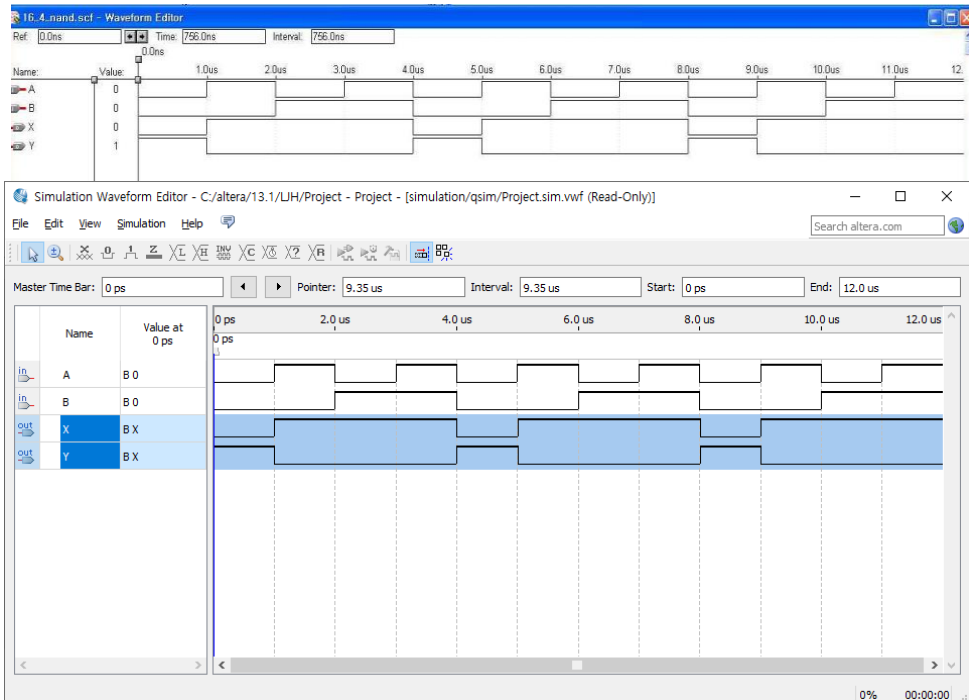 16_4_nand.scf - Waveform Editor
Ref: 0.0ns Time: 756.0ns Interval: 756.0ns
0.0ns
Name: Value: 1.0us 2.0us 3.0us 4.0us 5.0us 6.0us 7.0us 8.0us 9.0us 10.0us 11.0us 12.
A 0
B 0
X 0
Y 1
Simulation Waveform Editor - C:/altera/13.1/LJH/Project - Project - [simulation/qsim/Project.sim.vwf (Read-Only)]
File Edit View Simulation Help
Search altera.com
Master Time Bar: 0 ps Pointer: 9.35 us Interval: 9.35 us Start: 0 ps End: 12.0 us
Name Value at 0 ps
0 ps 2.0 us 4.0 us 6.0 us 8.0 us 10.0 us 12.0 us
0 ps
in A B 0
in B B 0
out X B X
out Y B X
0% 00:00:00